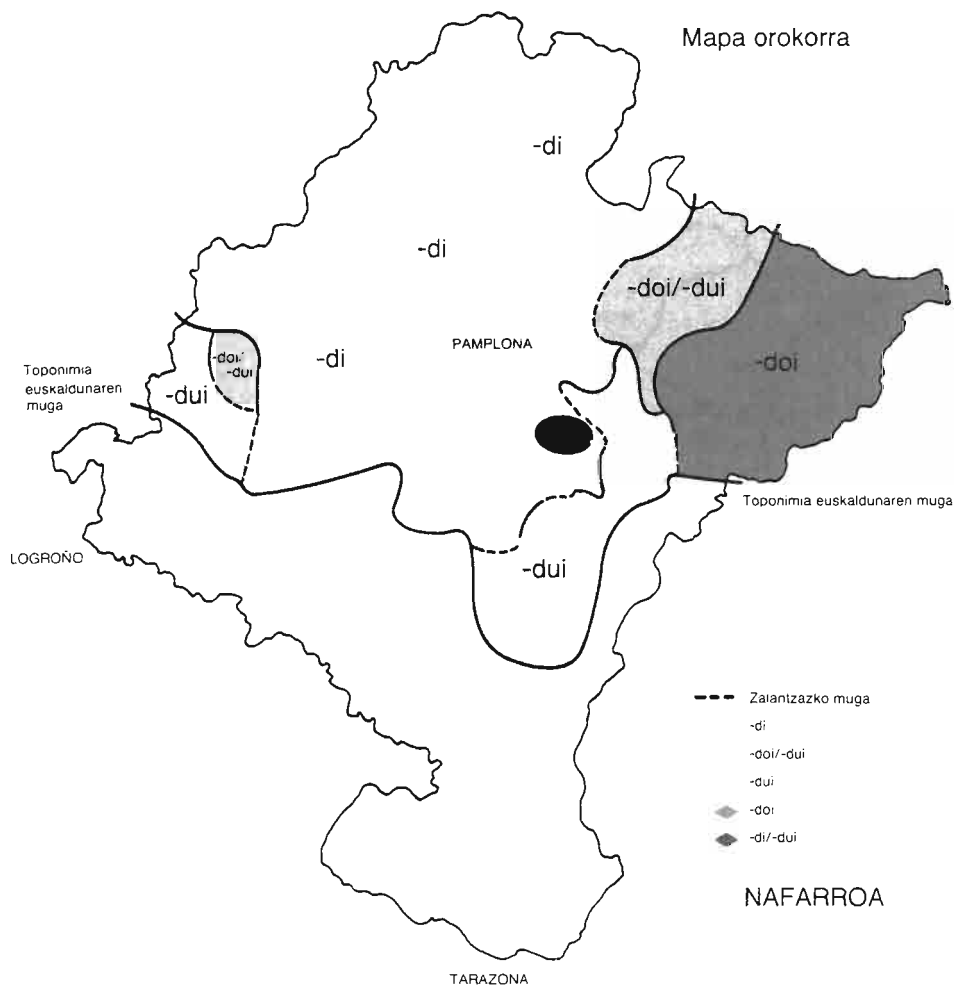 Mapa orokorra
-di
-di
-doi/-dui
PAMPLONA
-di
-doi/
-dui
-doi
Toponimia
euskaldunaren
muga
-dui
Toponimia euskaldunaren muga
LOGROÑO
-dui
Zalantzazko muga
-di
-doi/-dui
-dui
-doi
-di/-dui
NAFARROA
TARAZONA